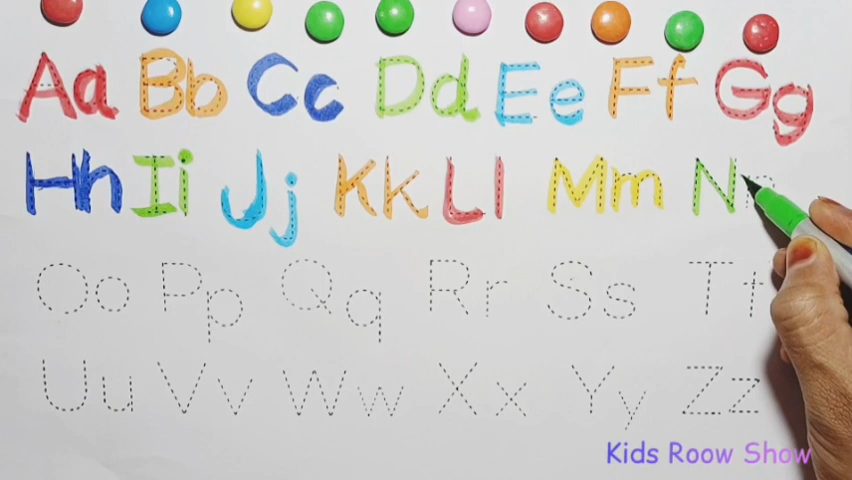 Aa Bb Cc Dd Ee Ff Gg
Hh Ii Jj Kk Ll Mm Nn
Oo Pp Qq Rr Ss Tt
Uu Vv Ww Xx Yy Zz
Kids Roow Show